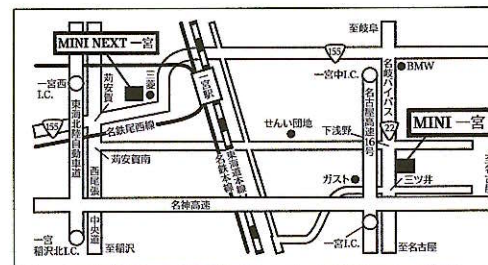 至岐阜
MINI NEXT 一宮
155
名岐バイパス
BMW
一宮西I.C.
苅安賀
三菱
一宮駅
一宮中I.C.
東海北陸自動車道
155
名鉄尾西線
名古屋高速16号
せんい団地
下浅野
22
MINI 一宮
苅安賀南
名鉄本線
東海道本線
西尾張中央道
ガスト
三ツ井
名神高速
一宮稲沢北I.C.
至稲沢
一宮I.C.
至名古屋